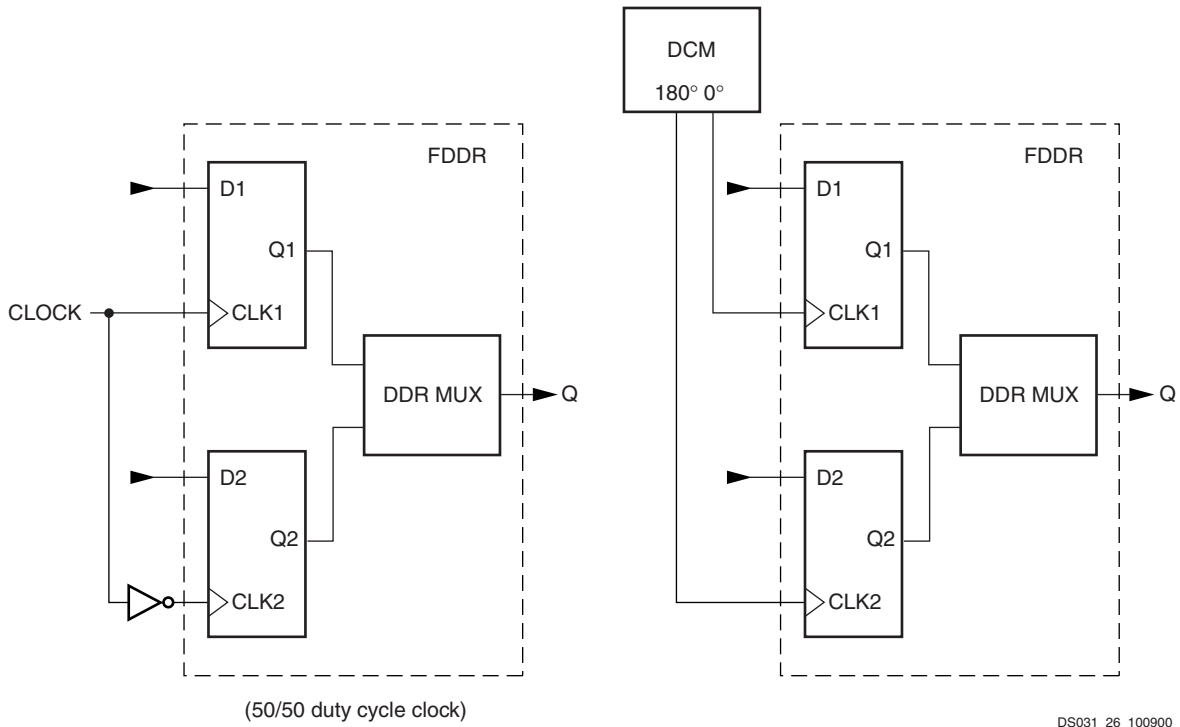 FDDR
D1
Q1
CLOCK
CLK1
DDR MUX
Q
D2
Q2
CLK2
(50/50 duty cycle clock)
DCM
180° 0°
FDDR
D1
Q1
CLK1
DDR MUX
Q
D2
Q2
CLK2
DS031_26_100900